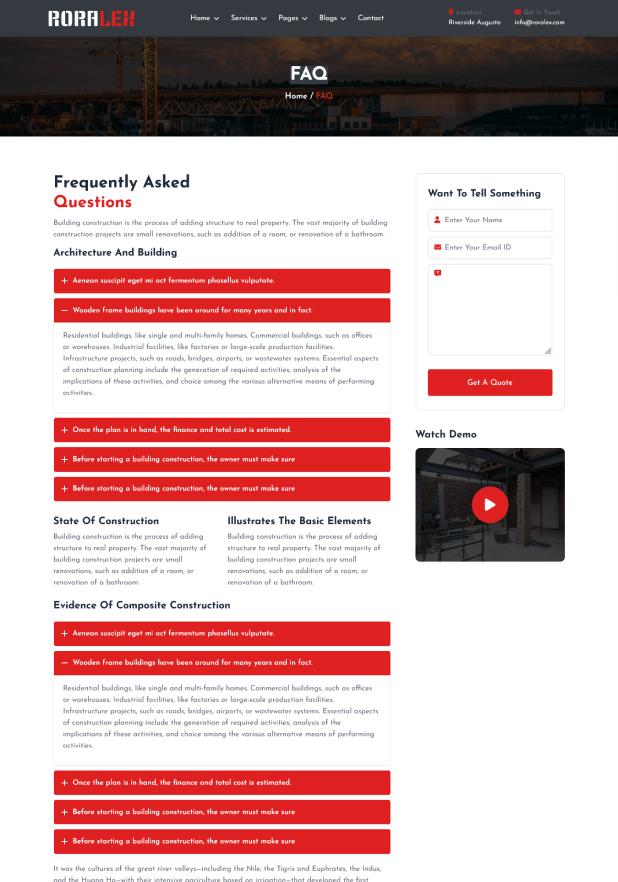 RORALEX
Home Services Pages Blogs Contact
Location
Riverside Augusta
Get In Touch
info@roralex.com
FAQ
Home / FAQ
Frequently Asked
Questions
Building construction is the process of adding structure to real property. The vast majority of building
construction projects are small renovations, such as addition of a room, or renovation of a bathroom.
Architecture And Building
+ Aenean suscipit eget mi act fermentum phasellus vulputate.
– Wooden frame buildings have been around for many years and in fact.
Residential buildings, like single and multi-family homes. Commercial buildings, such as offices
or warehouses. Industrial facilities, like factories or large-scale production facilities.
Infrastructure projects, such as roads, bridges, airports, or wastewater systems. Essential aspects
of construction planning include the generation of required activities, analysis of the
implications of these activities, and choice among the various alternative means of performing
activities.
+ Once the plan is in hand, the finance and total cost is estimated.
+ Before starting a building construction, the owner must make sure
+ Before starting a building construction, the owner must make sure
State Of Construction
Building construction is the process of adding
structure to real property. The vast majority of
building construction projects are small
renovations, such as addition of a room, or
renovation of a bathroom.
Illustrates The Basic Elements
Building construction is the process of adding
structure to real property. The vast majority of
building construction projects are small
renovations, such as addition of a room, or
renovation of a bathroom.
Evidence Of Composite Construction
+ Aenean suscipit eget mi act fermentum phasellus vulputate.
– Wooden frame buildings have been around for many years and in fact.
Residential buildings, like single and multi-family homes. Commercial buildings, such as offices
or warehouses. Industrial facilities, like factories or large-scale production facilities.
Infrastructure projects, such as roads, bridges, airports, or wastewater systems. Essential aspects
of construction planning include the generation of required activities, analysis of the
implications of these activities, and choice among the various alternative means of performing
activities.
+ Once the plan is in hand, the finance and total cost is estimated.
+ Before starting a building construction, the owner must make sure
+ Before starting a building construction, the owner must make sure
It was the cultures of the great river valleys—including the Nile, the Tigris and Euphrates, the Indus,
and the Huang Ho—with their intensive agriculture based on irrigation—that developed the first
Want To Tell Something
Enter Your Name
Enter Your Email ID
Get A Quote
Watch Demo